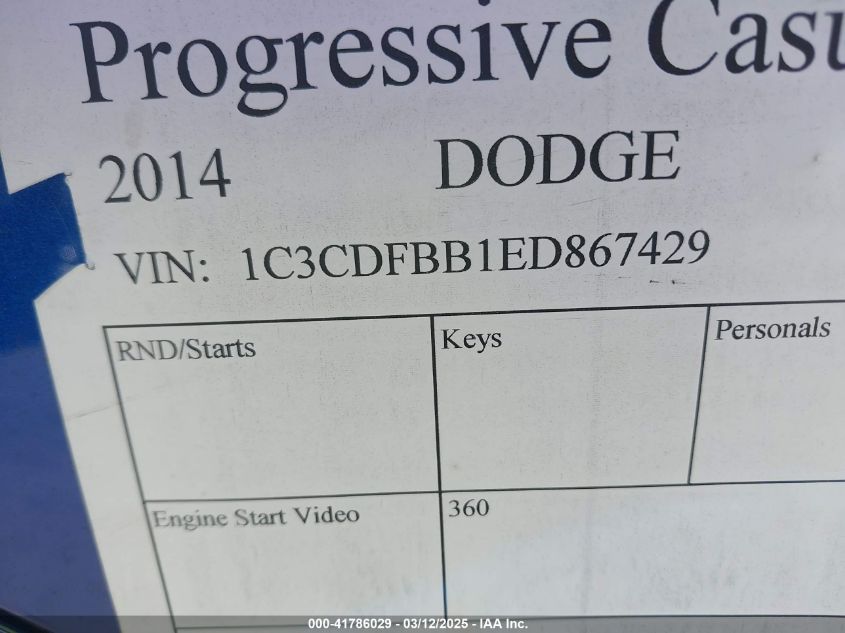 Progressive Casu
2014 DODGE
VIN: 1C3CDFBB1ED867429
RND/Starts Keys Personals
Engine Start Video 360
000-41786029 - 03/12/2025 - IAA Inc.